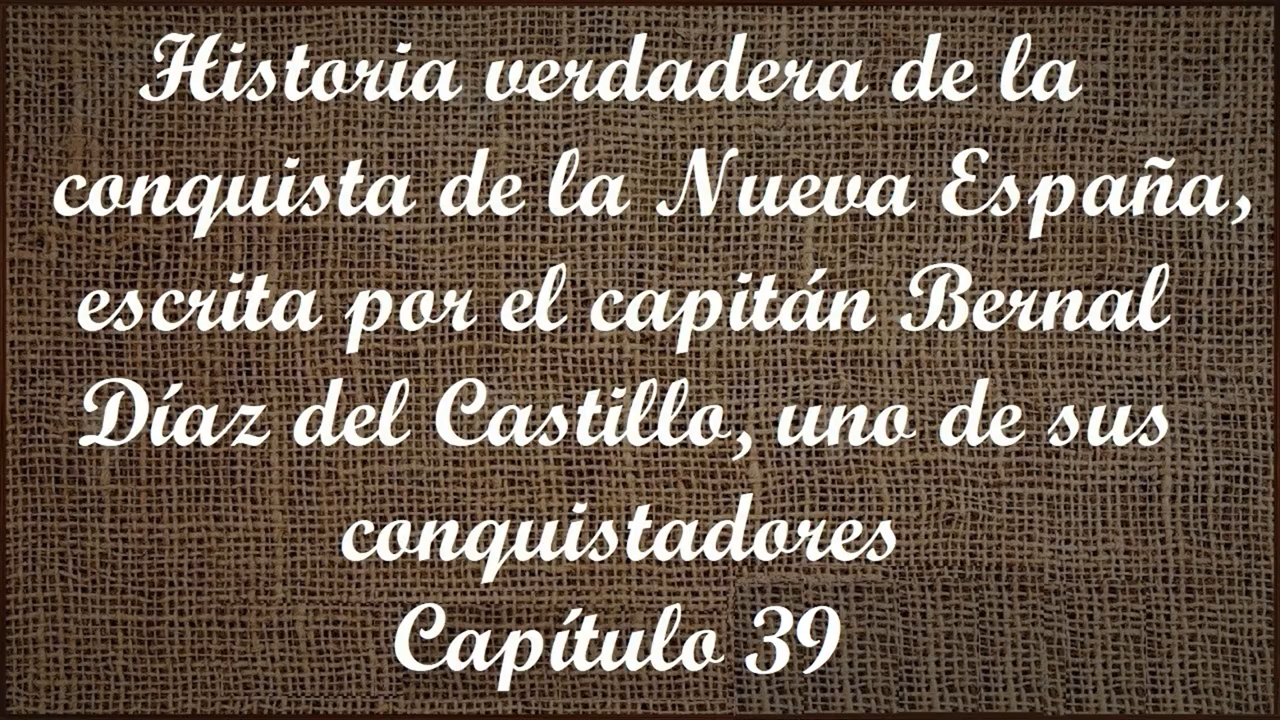 Historia verdadera de la
conquista de la Nueva España,
escrita por el capitán Bernal
Díaz del Castillo, uno de sus
conquistadores
Capítulo 39